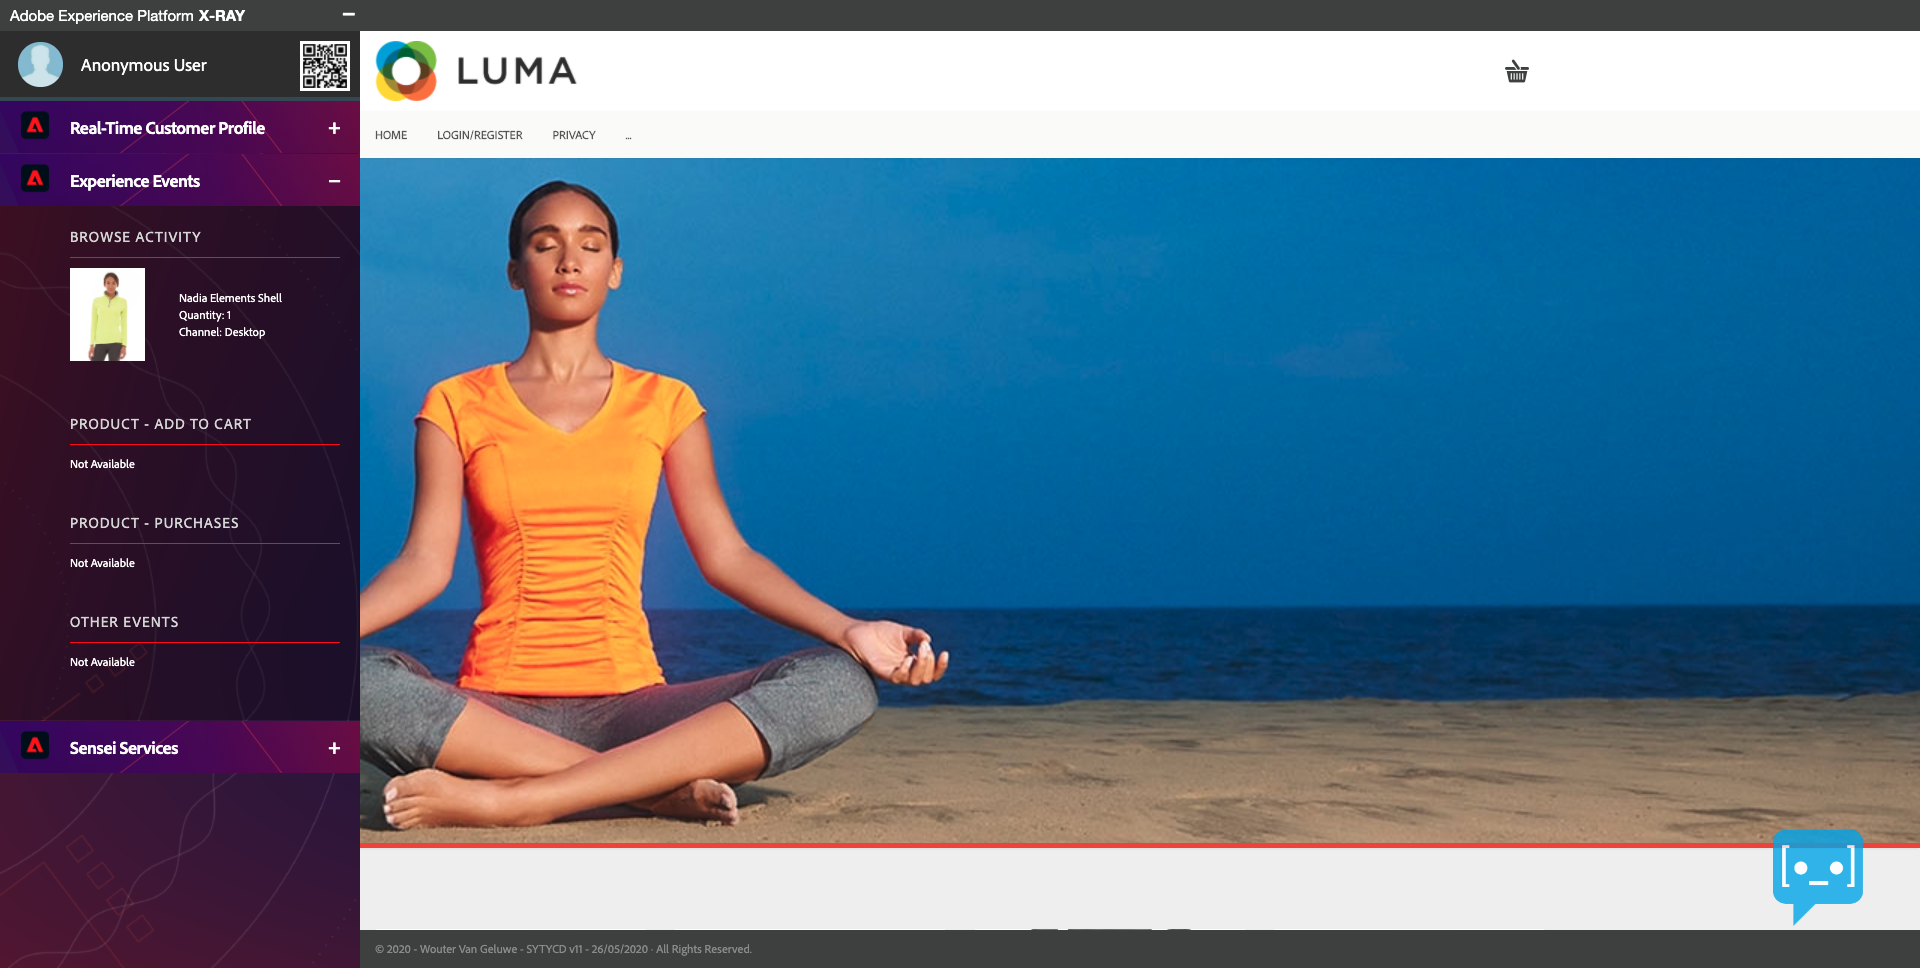 Adobe Experience Platform X-RAY
Anonymous User
Real-Time Customer Profile
Experience Events
BROWSE ACTIVITY
Nadia Elements Shell
Quantity: 1
Channel: Desktop
PRODUCT - ADD TO CART
Not Available
PRODUCT - PURCHASES
Not Available
OTHER EVENTS
Not Available
Sensei Services
LUMA
HOME LOGIN/REGISTER PRIVACY ...
© 2020 - Wouter Van Geluwe - SYTYCD v11 - 26/05/2020 · All Rights Reserved.